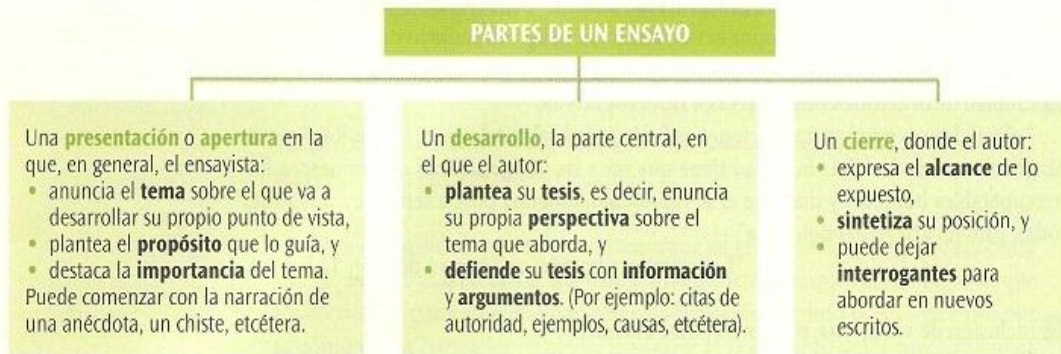 PARTES DE UN ENSAYO
Una presentación o apertura en la
que, en general, el ensayista:
• anuncia el tema sobre el que va a
desarrollar su propio punto de vista,
• plantea el propósito que lo guía, y
• destaca la importancia del tema.
Puede comenzar con la narración de
una anécdota, un chiste, etcétera.
Un desarrollo, la parte central, en
el que el autor:
• plantea su tesis, es decir, enuncia
su propia perspectiva sobre el
tema que aborda, y
• defiende su tesis con información
y argumentos. (Por ejemplo: citas de
autoridad, ejemplos, causas, etcétera).
Un cierre, donde el autor:
• expresa el alcance de lo
expuesto,
• sintetiza su posición, y
• puede dejar
interrogantes para
abordar en nuevos
escritos.